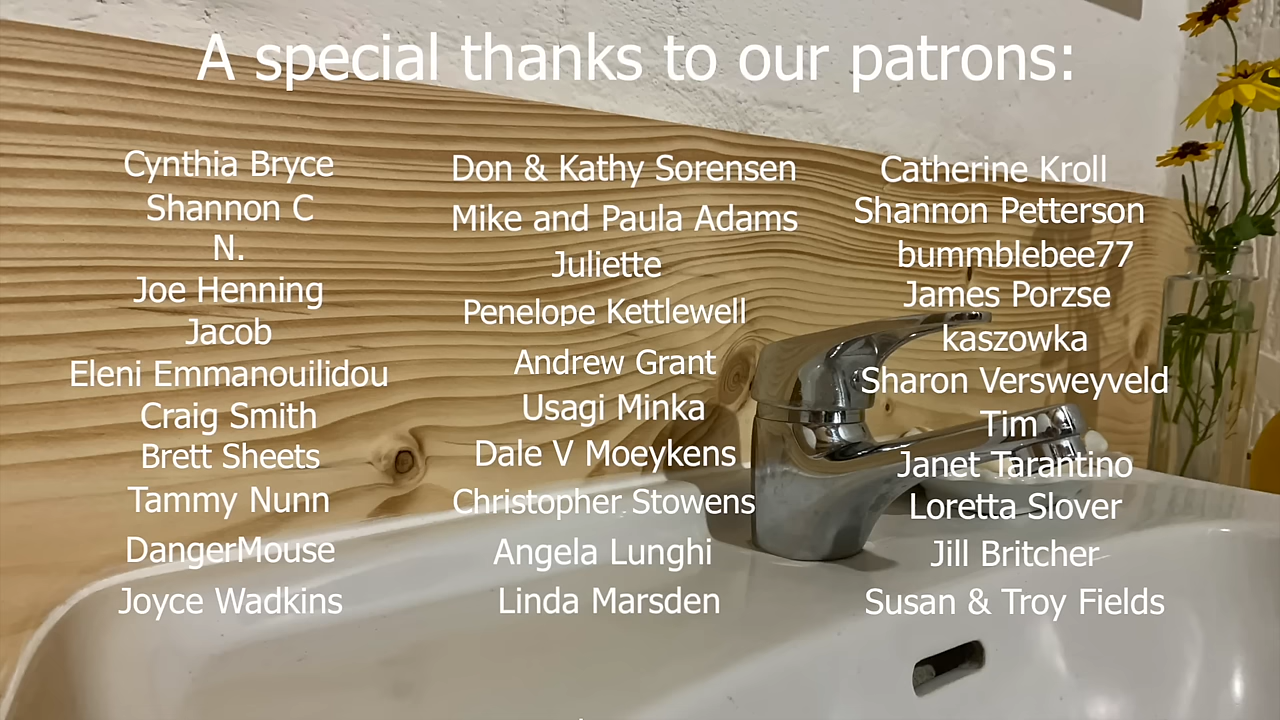 A special thanks to our patrons:
Cynthia Bryce
Shannon C
N.
Joe Henning
Jacob
Eleni Emmanouilidou
Craig Smith
Brett Sheets
Tammy Nunn
DangerMouse
Joyce Wadkins
Don & Kathy Sorensen
Mike and Paula Adams
Juliette
Penelope Kettlewell
Andrew Grant
Usagi Minka
Dale V Moeykens
Christopher Stowens
Angela Lunghi
Linda Marsden
Catherine Kroll
Shannon Petterson
bummblebee77
James Porzse
kaszowka
Sharon Versweyveld
Tim
Janet Tarantino
Loretta Slover
Jill Britcher
Susan & Troy Fields